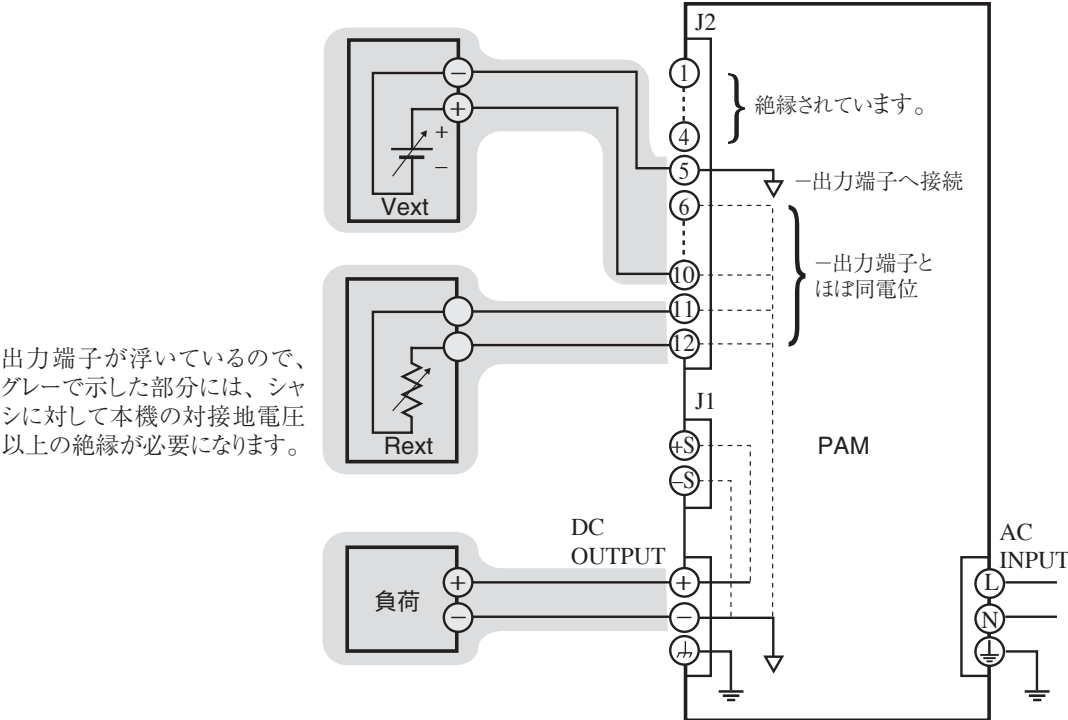 J2
1
絶縁されています。
4
5
－出力端子へ接続
6
－出力端子と
ほぼ同電位
10
11
12
−
+
+
−
Vext
Rext
出力端子が浮いているので、
グレーで示した部分には、シャ
シに対して本機の対接地電圧
以上の絶縁が必要になります。
J1
+S
–S
PAM
DC
OUTPUT
負荷
+
−
+
−
AC
INPUT
L
N